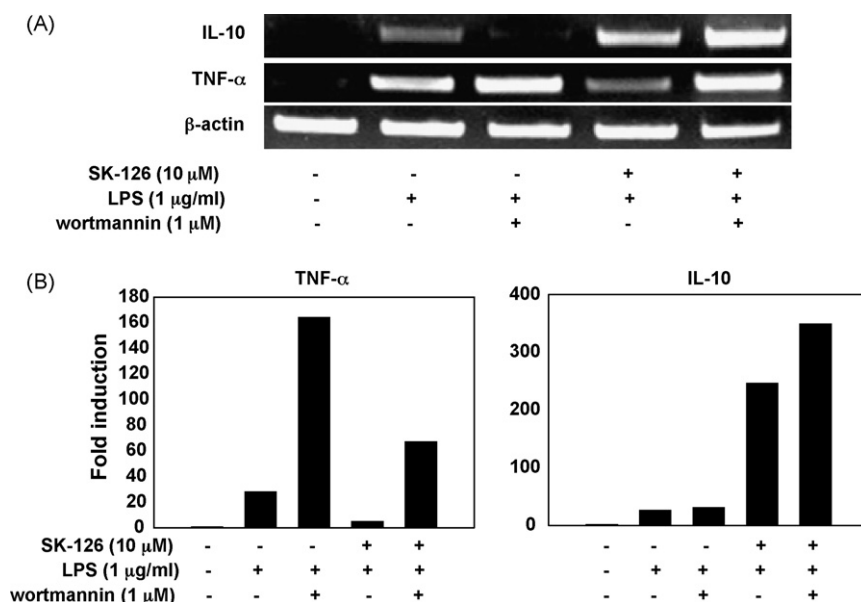 (A)
IL-10
TNF-α
β-actin
SK-126 (10 μM) - - - + +
LPS (1 μg/ml) - + + + +
wortmannin (1 μM) - - + - +
(B)
TNF-α
IL-10
180
160
140
120
100
80
60
40
20
0
Fold induction
400
300
200
100
0
SK-126 (10 μM) - - - + + - - - + +
LPS (1 μg/ml) - + + + + - + + + +
wortmannin (1 μM) - - + - + - - + - +